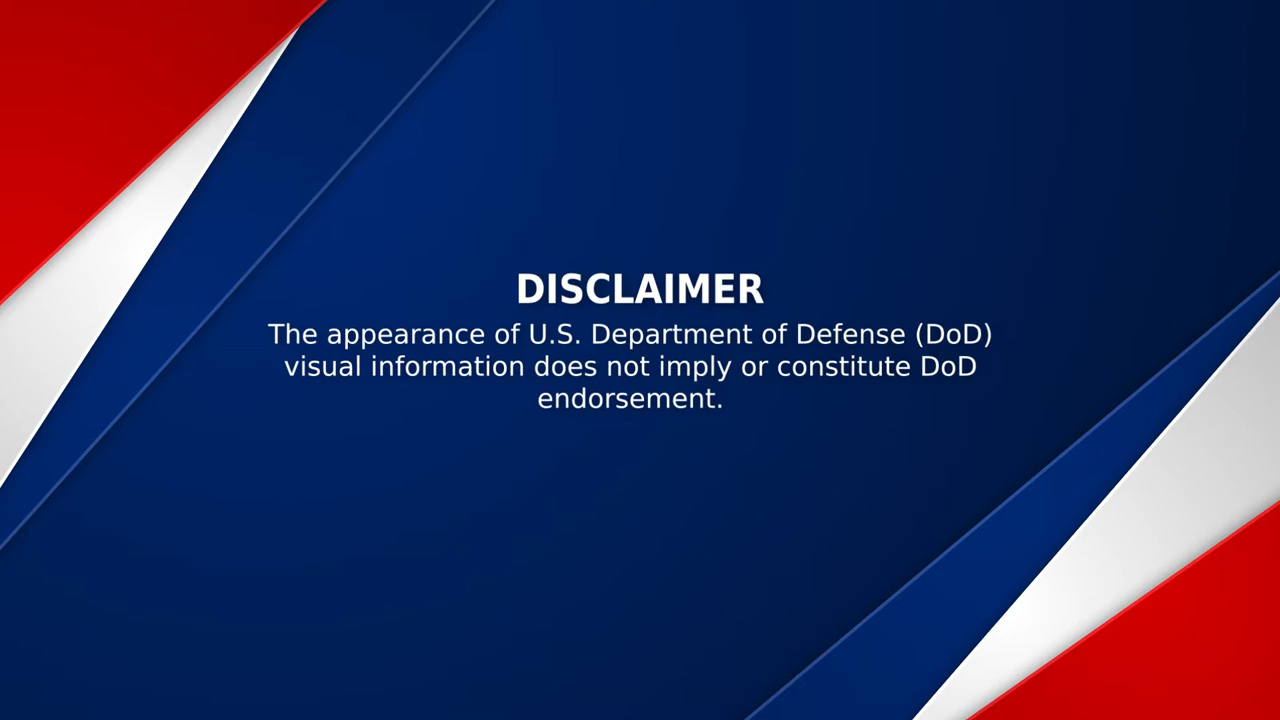 DISCLAIMER
The appearance of U.S. Department of Defense (DoD)
visual information does not imply or constitute DoD
endorsement.